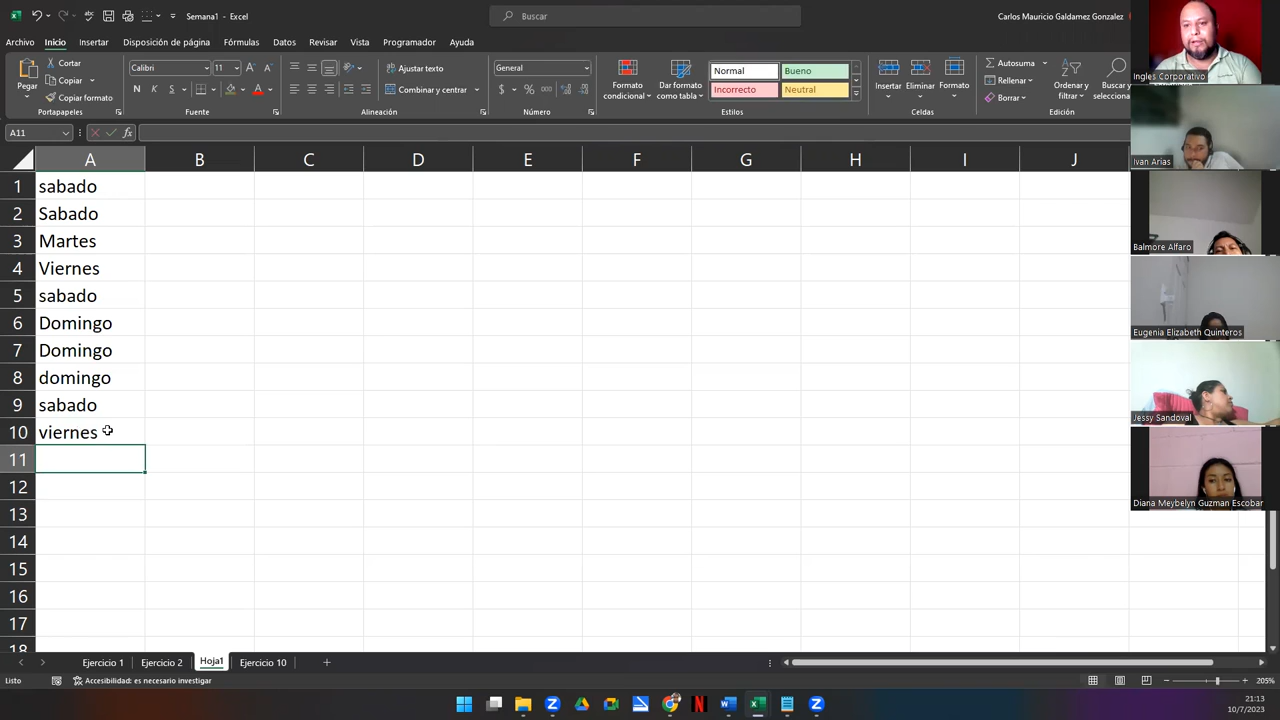 Semana1 - Excel
Buscar
Carlos Mauricio Galdamez Gonzalez
Archivo Inicio Insertar Disposición de página Fórmulas Datos Revisar Vista Programador Ayuda
Pegar
Cortar
Copiar
Copiar formato
Portapapeles
Calibri 11
N K S
Fuente
Ajustar texto
Combinar y centrar
Alineación
General
$ % 000
Número
Formato condicional
Dar formato como tabla
Normal Bueno
Incorrecto Neutral
Estilos
Insertar Eliminar Formato
Celdas
Autosuma
Rellenar
Borrar
Ordenar y filtrar
Buscar y
Edición
A11 fx
A B C D E F G H I J
1 sabado
2 Sabado
3 Martes
4 Viernes
5 sabado
6 Domingo
7 Domingo
8 domingo
9 sabado
10 viernes
11
12
13
14
15
16
17
18
Ingles Corporativo
Ivan Arias
Balmore Alfaro
Eugenia Elizabeth Quinteros
Jessy Sandoval
Diana Meybelyn Guzman Escobar
Ejercicio 1 Ejercicio 2 Hoja1 Ejercicio 10
Listo
Accesibilidad: es necesario investigar
205%
21:13
10/7/2023